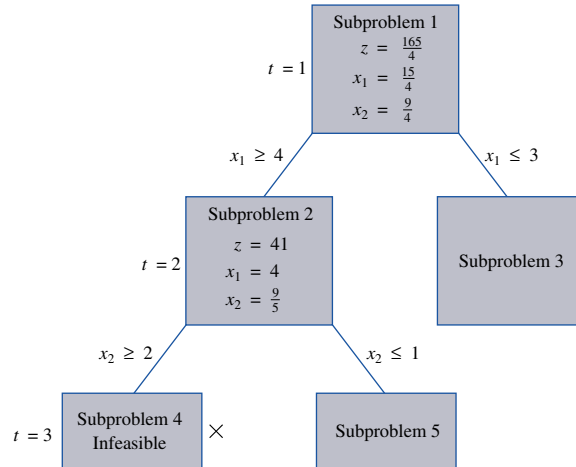 Subproblem 1
z = 165/4
t = 1
x₁ = 15/4
x₂ = 9/4
x₁ ≥ 4
x₁ ≤ 3
Subproblem 2
z = 41
t = 2
x₁ = 4
x₂ = 9/5
Subproblem 3
x₂ ≥ 2
x₂ ≤ 1
t = 3
Subproblem 4
Infeasible
×
Subproblem 5